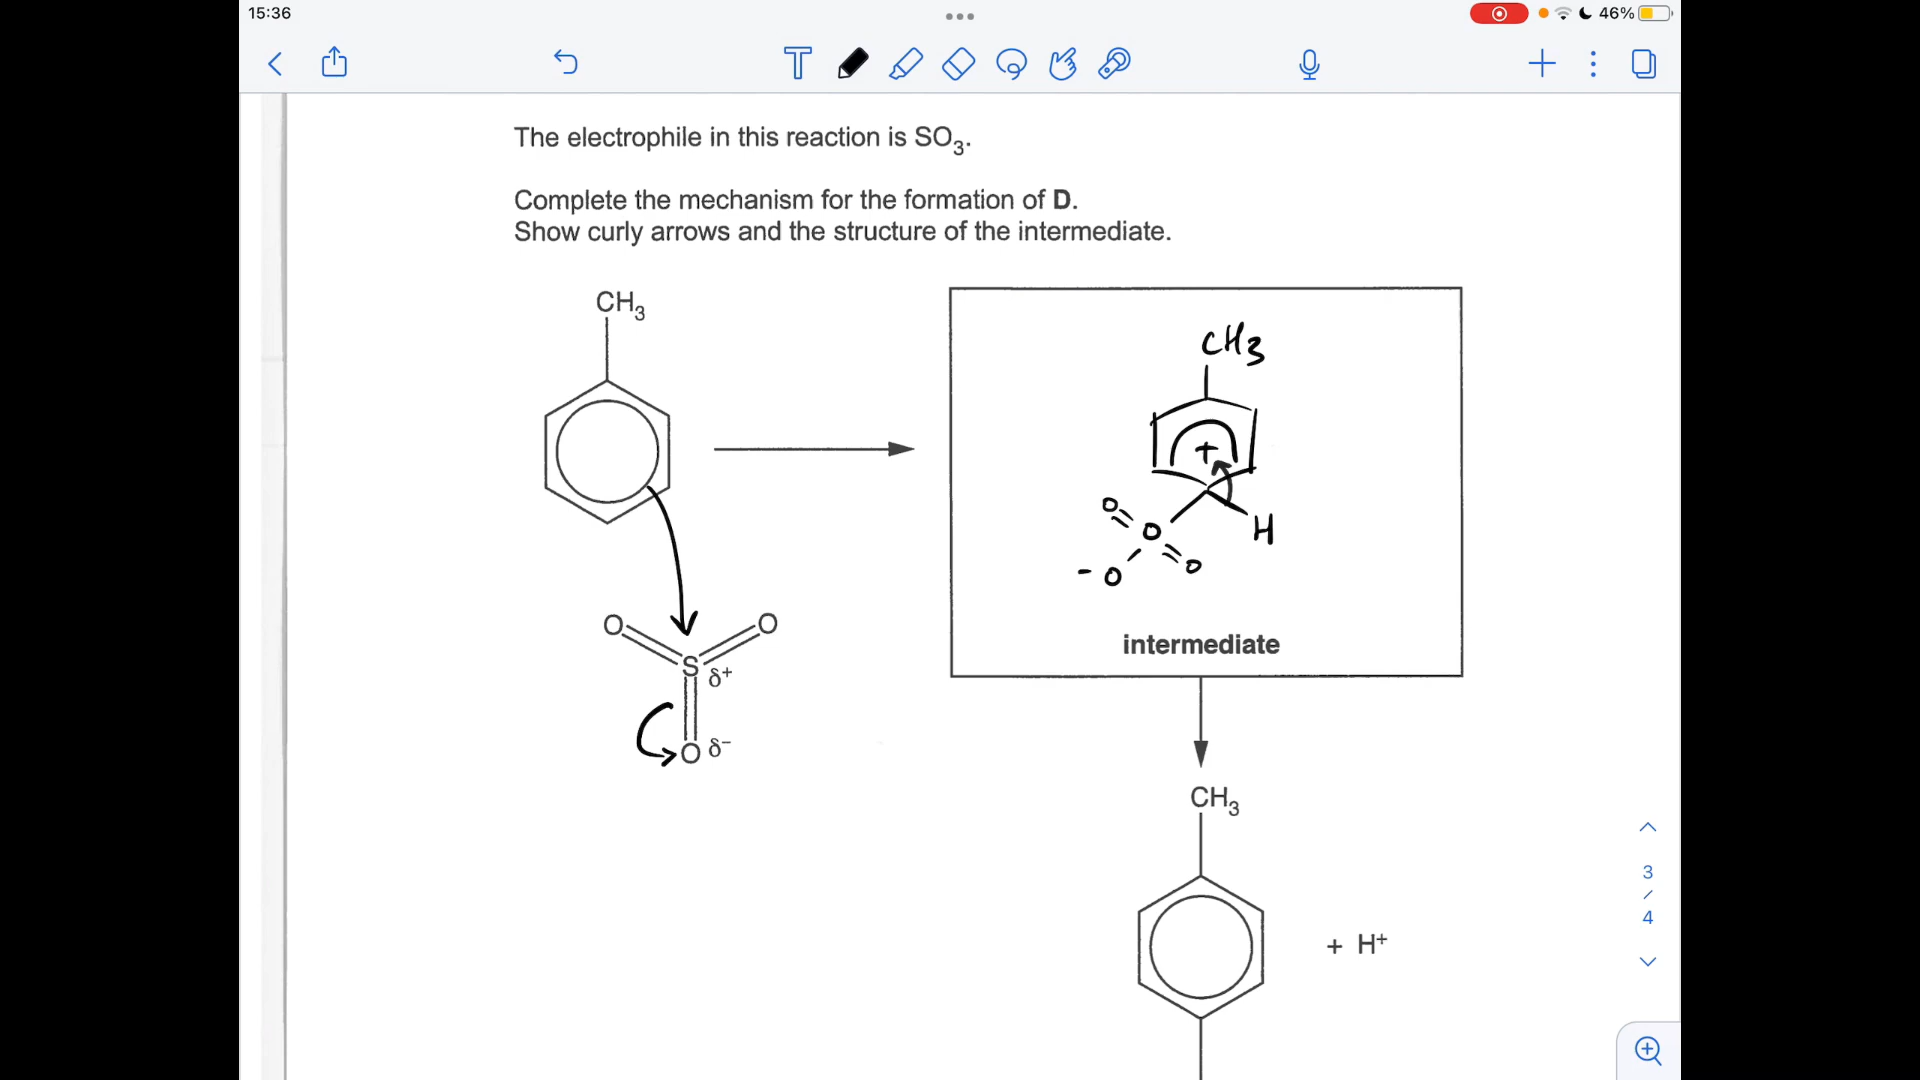 15:36
46%
The electrophile in this reaction is SO₃.
Complete the mechanism for the formation of D.
Show curly arrows and the structure of the intermediate.
CH₃
CH3
+
H
O
O
- O
O
O
O
S δ+
O δ−
intermediate
CH₃
+ H⁺
3
/
4